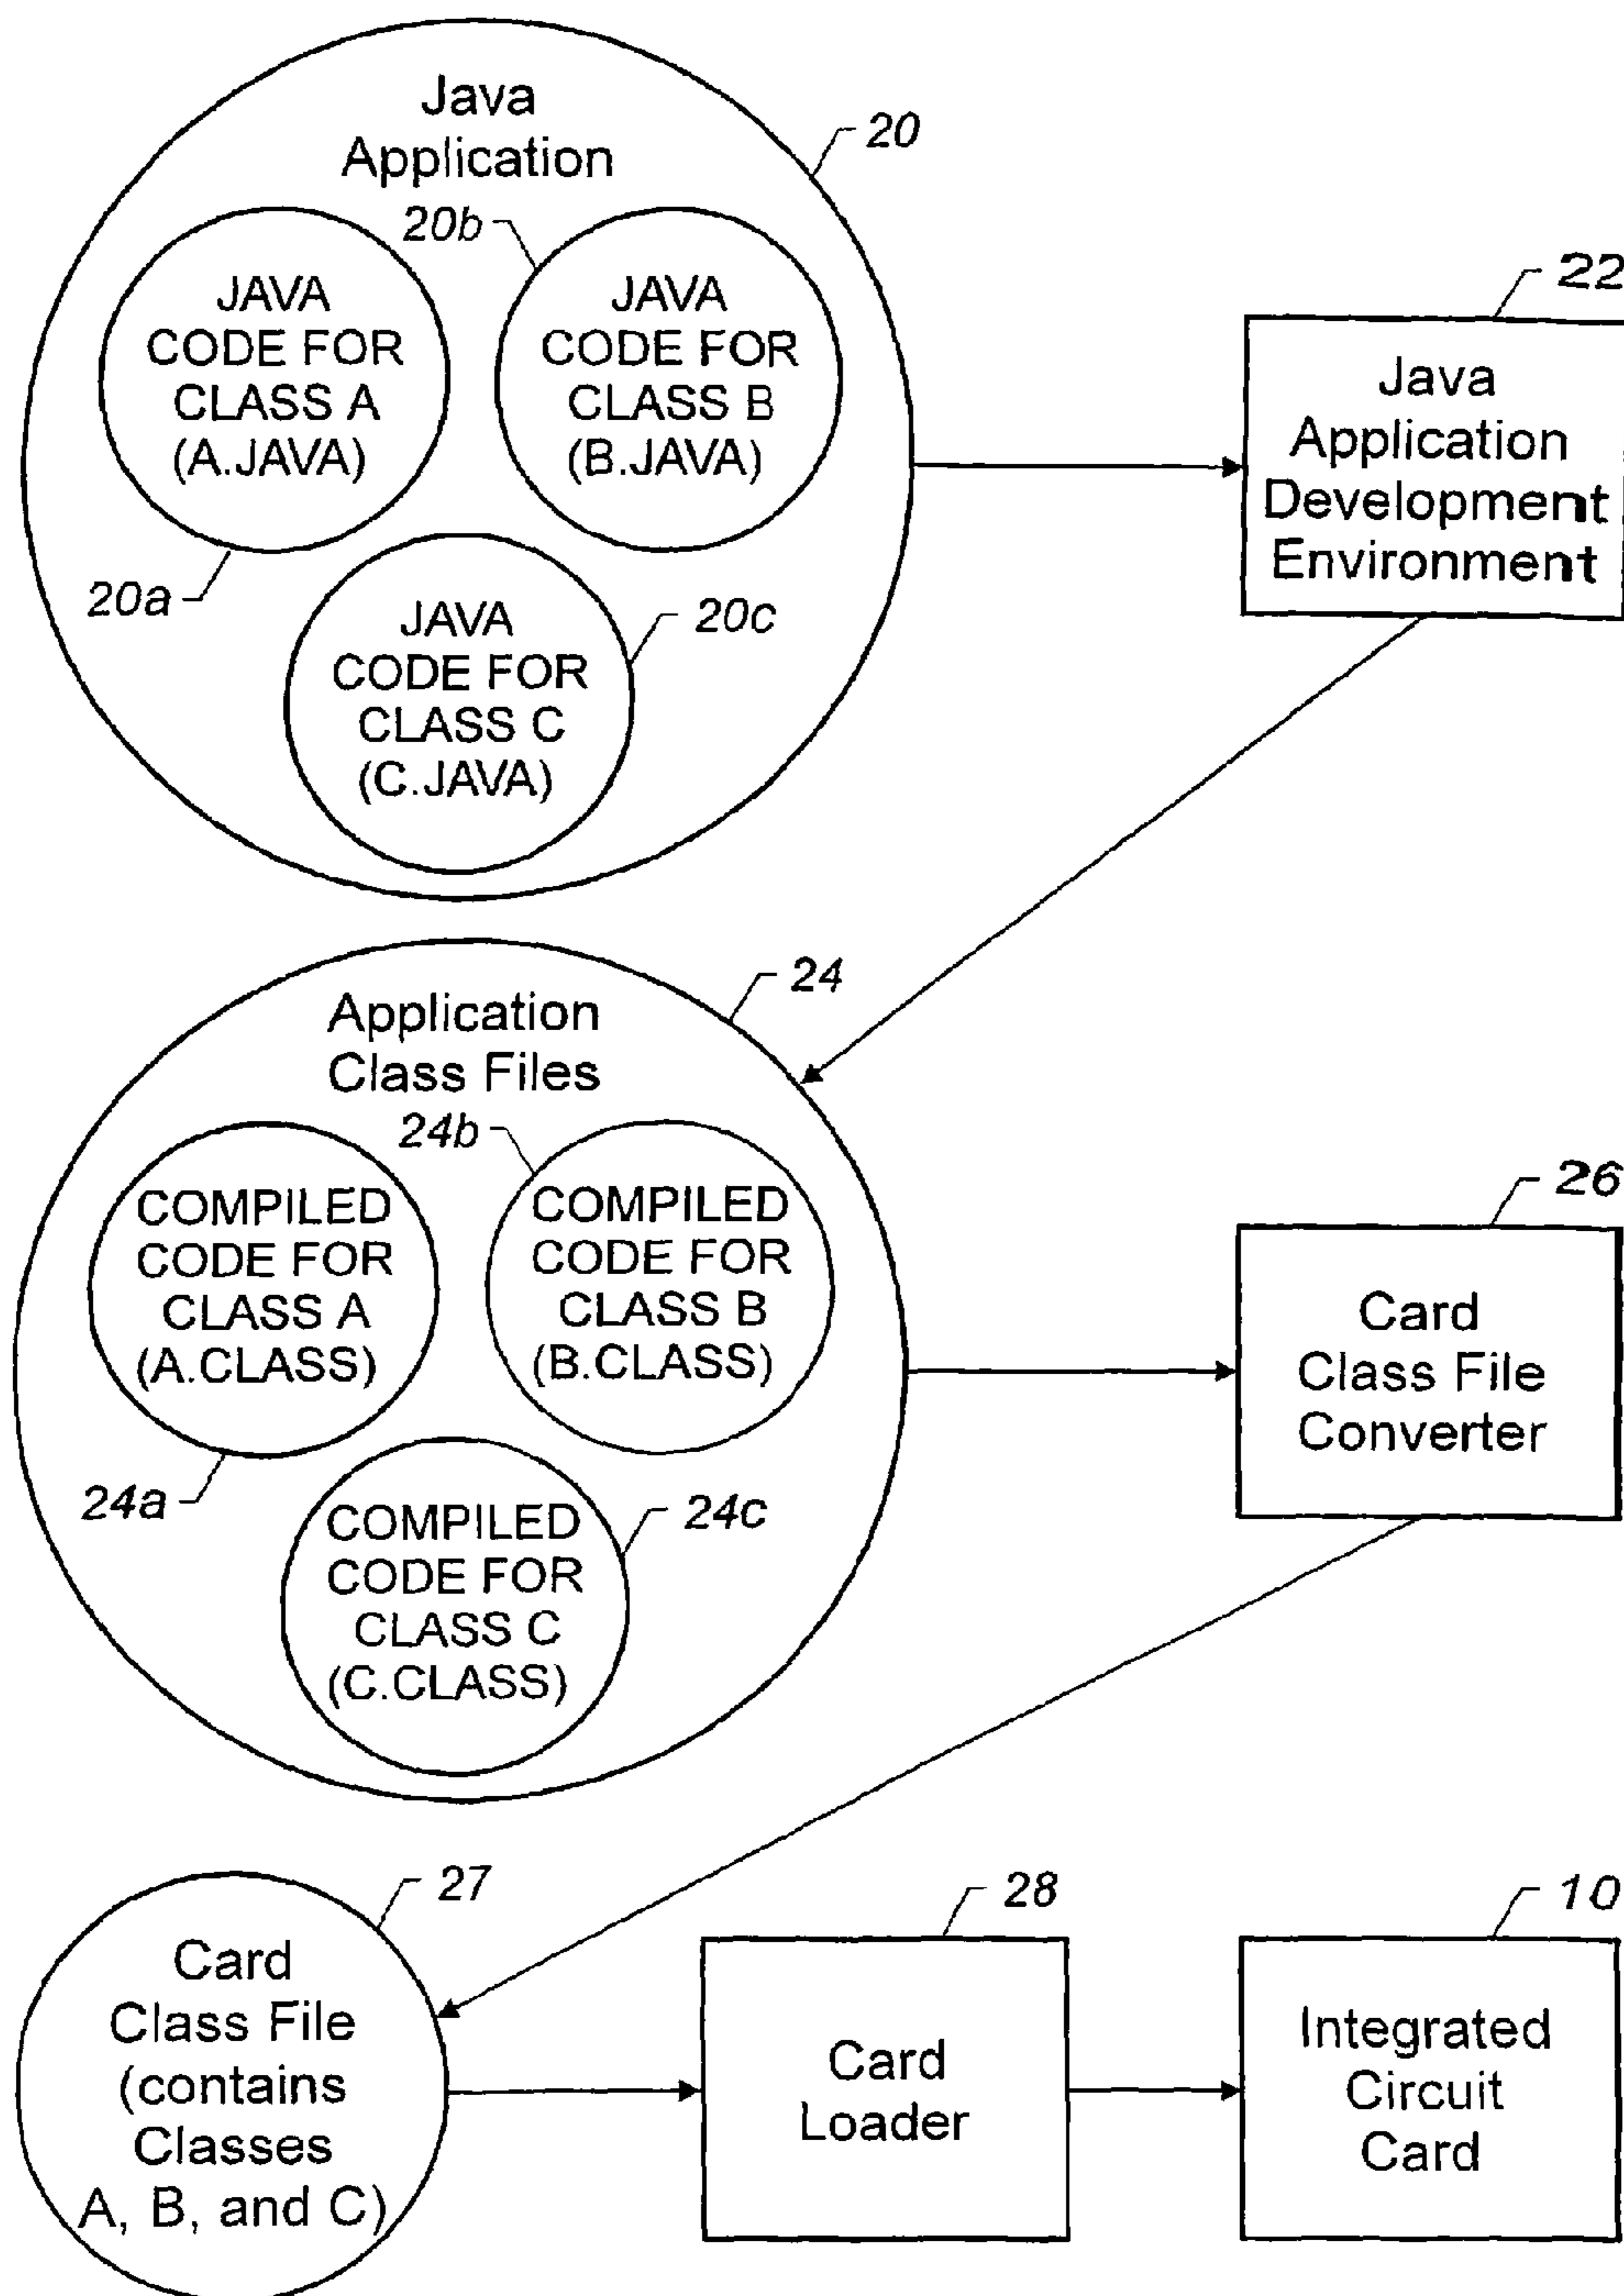 Java
Application
20
20b
JAVA
CODE FOR
CLASS A
(A.JAVA)
JAVA
CODE FOR
CLASS B
(B.JAVA)
20a
JAVA
CODE FOR
CLASS C
(C.JAVA)
20c
22
Java
Application
Development
Environment
24
Application
Class Files
24b
COMPILED
CODE FOR
CLASS A
(A.CLASS)
COMPILED
CODE FOR
CLASS B
(B.CLASS)
24a
COMPILED
CODE FOR
CLASS C
(C.CLASS)
24c
26
Card
Class File
Converter
27
Card
Class File
(contains
Classes
A, B, and C)
28
Card
Loader
10
Integrated
Circuit
Card